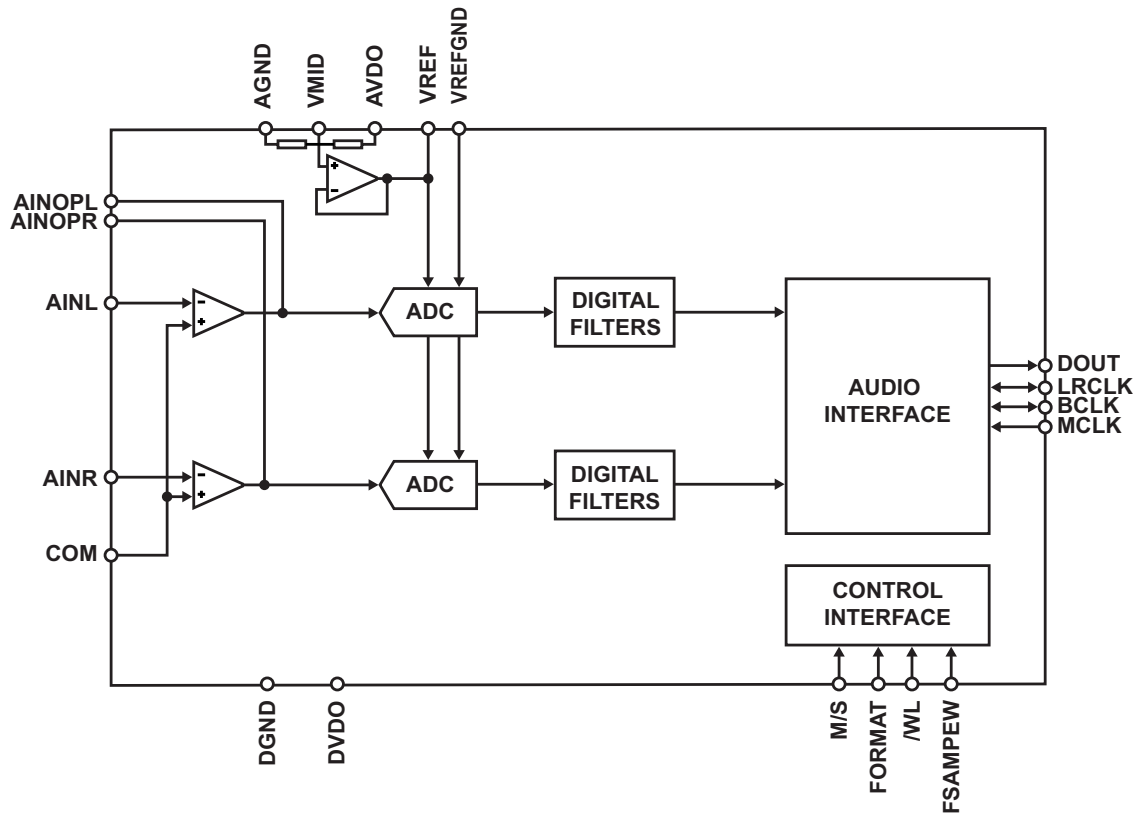 AGND
VMID
AVDO
VREF
VREFGND
+
-
AINOPL
AINOPR
AINL
-
+
ADC
DIGITAL
FILTERS
AUDIO
INTERFACE
DOUT
LRCLK
BCLK
MCLK
AINR
-
+
ADC
DIGITAL
FILTERS
COM
CONTROL
INTERFACE
DGND
DVDO
M/S
FORMAT
/WL
FSAMPEW